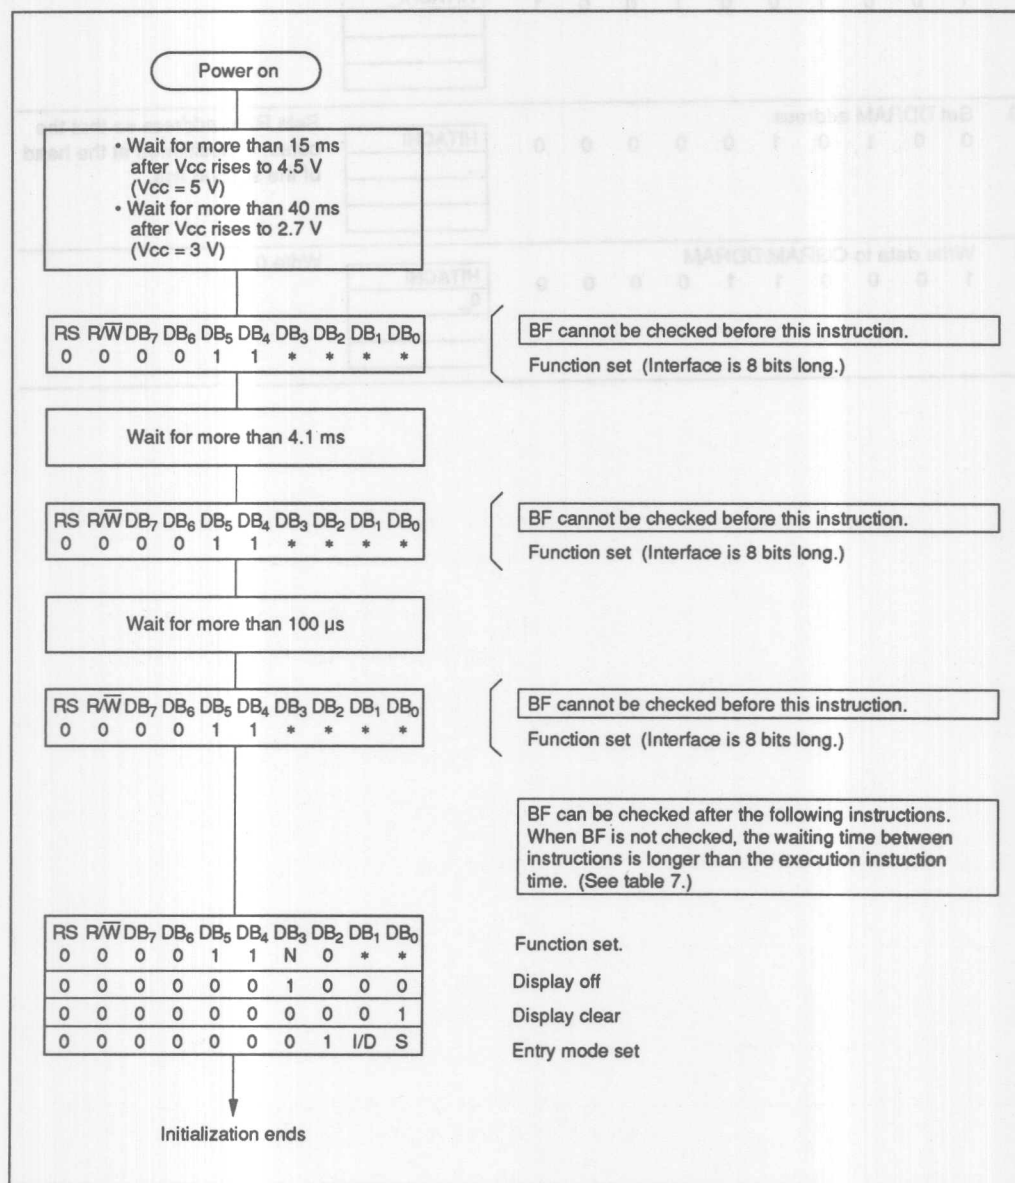 Power on
• Wait for more than 15 ms
after Vcc rises to 4.5 V
(Vcc = 5 V)
• Wait for more than 40 ms
after Vcc rises to 2.7 V
(Vcc = 3 V)
RS R/W̅ DB₇ DB₆ DB₅ DB₄ DB₃ DB₂ DB₁ DB₀
0 0 0 0 1 1 * * * *
BF cannot be checked before this instruction.
Function set (Interface is 8 bits long.)
Wait for more than 4.1 ms
RS R/W̅ DB₇ DB₆ DB₅ DB₄ DB₃ DB₂ DB₁ DB₀
0 0 0 0 1 1 * * * *
BF cannot be checked before this instruction.
Function set (Interface is 8 bits long.)
Wait for more than 100 µs
RS R/W̅ DB₇ DB₆ DB₅ DB₄ DB₃ DB₂ DB₁ DB₀
0 0 0 0 1 1 * * * *
BF cannot be checked before this instruction.
Function set (Interface is 8 bits long.)
BF can be checked after the following instructions.
When BF is not checked, the waiting time between
instructions is longer than the execution instuction
time. (See table 7.)
RS R/W̅ DB₇ DB₆ DB₅ DB₄ DB₃ DB₂ DB₁ DB₀
0 0 0 0 1 1 N 0 * *
Function set.
0 0 0 0 0 0 1 0 0 0
Display off
0 0 0 0 0 0 0 0 0 1
Display clear
0 0 0 0 0 0 0 1 I/D S
Entry mode set
Initialization ends